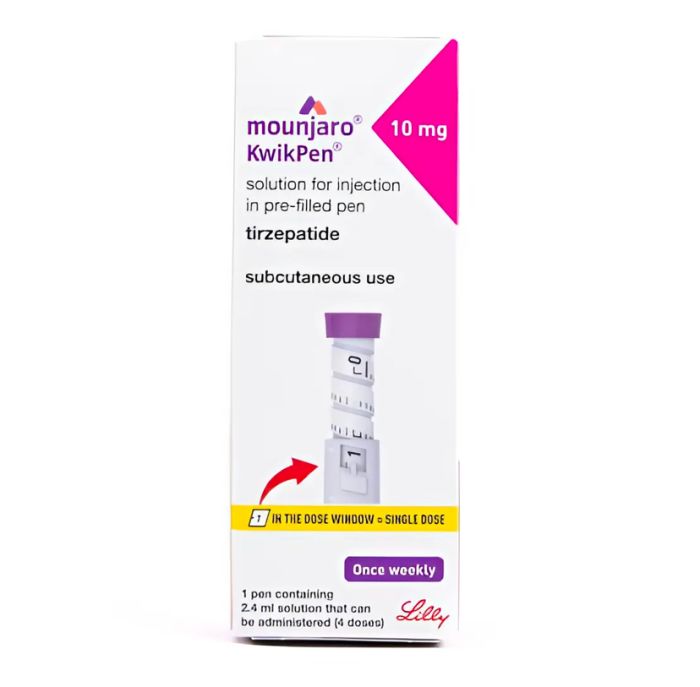 mounjaro®
KwikPen®
10 mg
solution for injection
in pre-filled pen
tirzepatide
subcutaneous use
1
1 IN THE DOSE WINDOW = SINGLE DOSE
Once weekly
1 pen containing
2.4 ml solution that can
be administered (4 doses)
Lilly